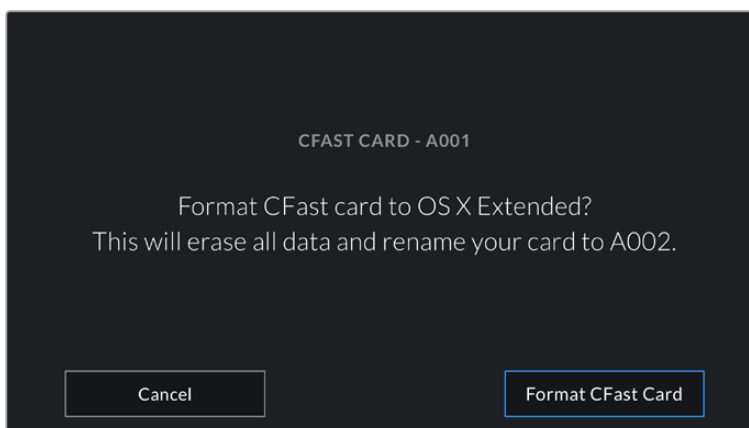 CFAST CARD - A001
Format CFast card to OS X Extended?
This will erase all data and rename your card to A002.
Cancel
Format CFast Card